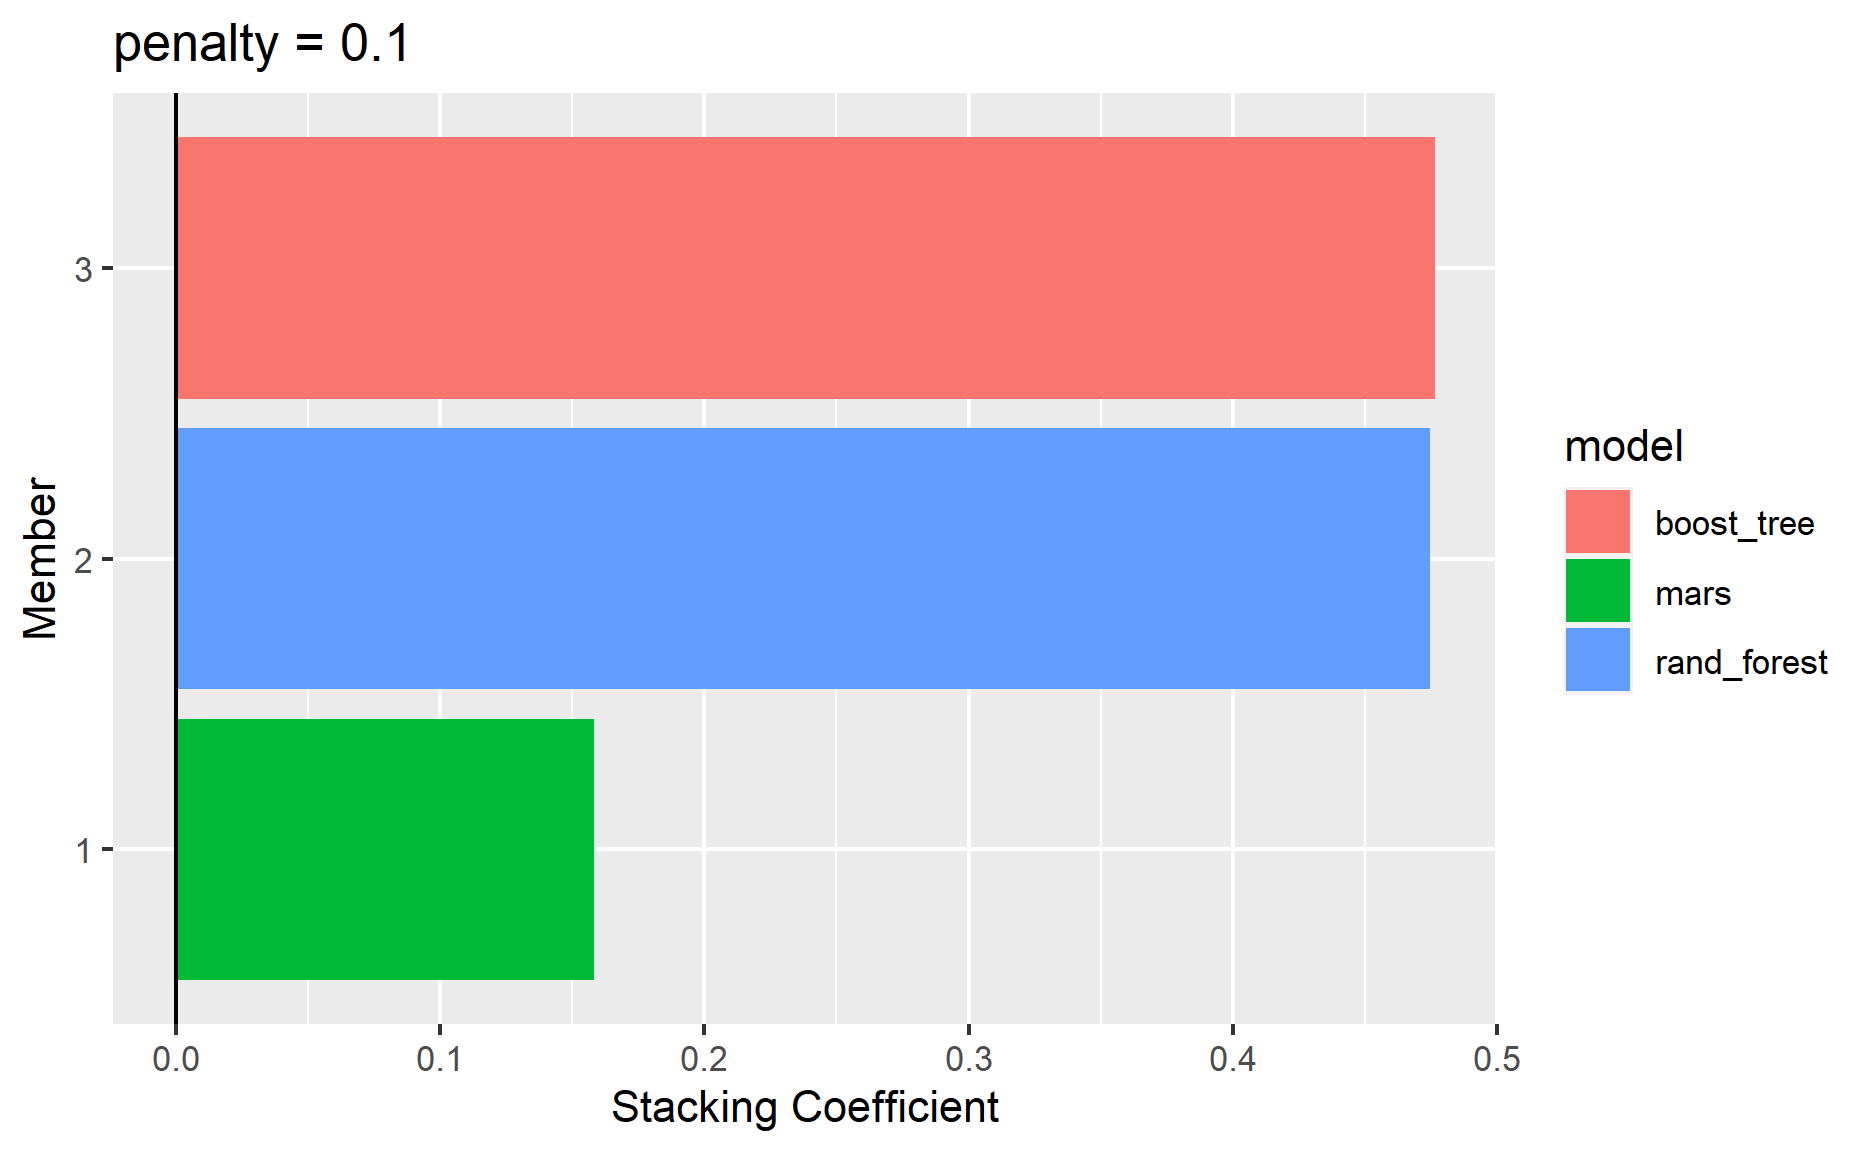 penalty = 0.1
Member
3
2
1
0.0 0.1 0.2 0.3 0.4 0.5
Stacking Coefficient
model
boost_tree
mars
rand_forest